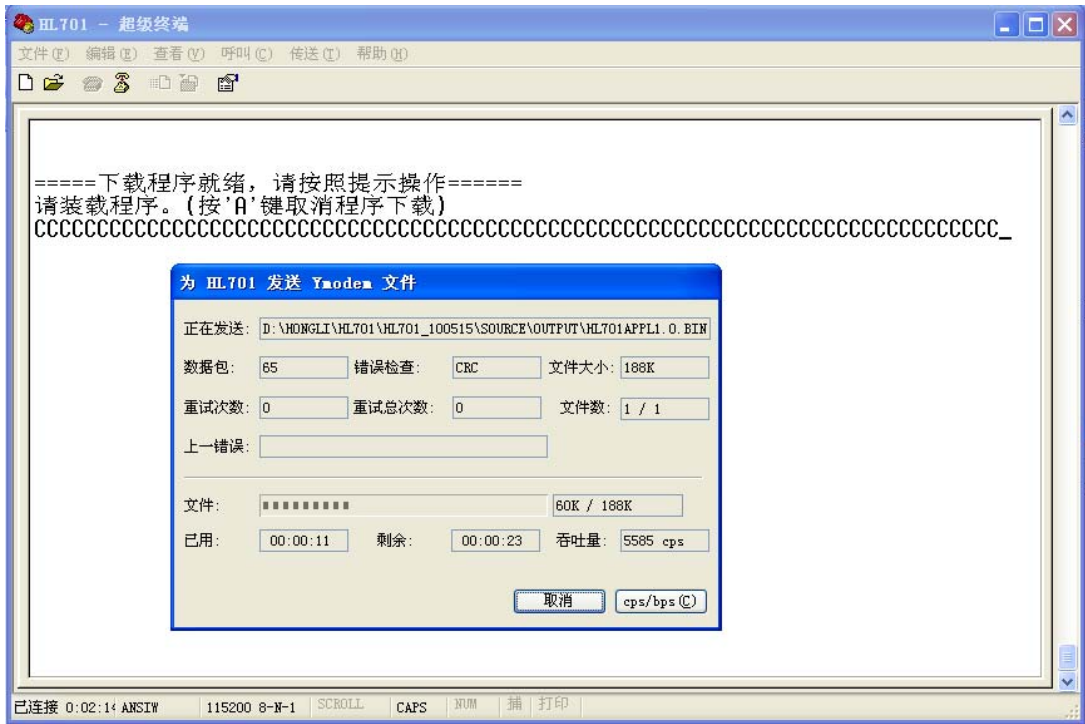 HL701 - 超级终端
文件(F) 编辑(E) 查看(V) 呼叫(C) 传送(T) 帮助(H)
=====下载程序就绪, 请按照提示操作======
请装载程序。(按'A'键取消程序下载)
CCCCCCCCCCCCCCCCCCCCCCCCCCCCCCCCCCCCCCCCCCCCCCCCCCCCCCCCCCCCCCCCCCCCCCCCCCCCC_
为 HL701 发送 Ymodem 文件
正在发送: D:\HONGLI\HL701\HL701_100515\SOURCE\OUTPUT\HL701APPL1.0.BIN
数据包: 65 错误检查: CRC 文件大小: 188K
重试次数: 0 重试总次数: 0 文件数: 1 / 1
上一错误:
文件: 60K / 188K
已用: 00:00:11 剩余: 00:00:23 吞吐量: 5585 cps
取消 cps/bps(C)
已连接 0:02:14 ANSIW 115200 8-N-1 SCROLL CAPS NUM 捕 打印